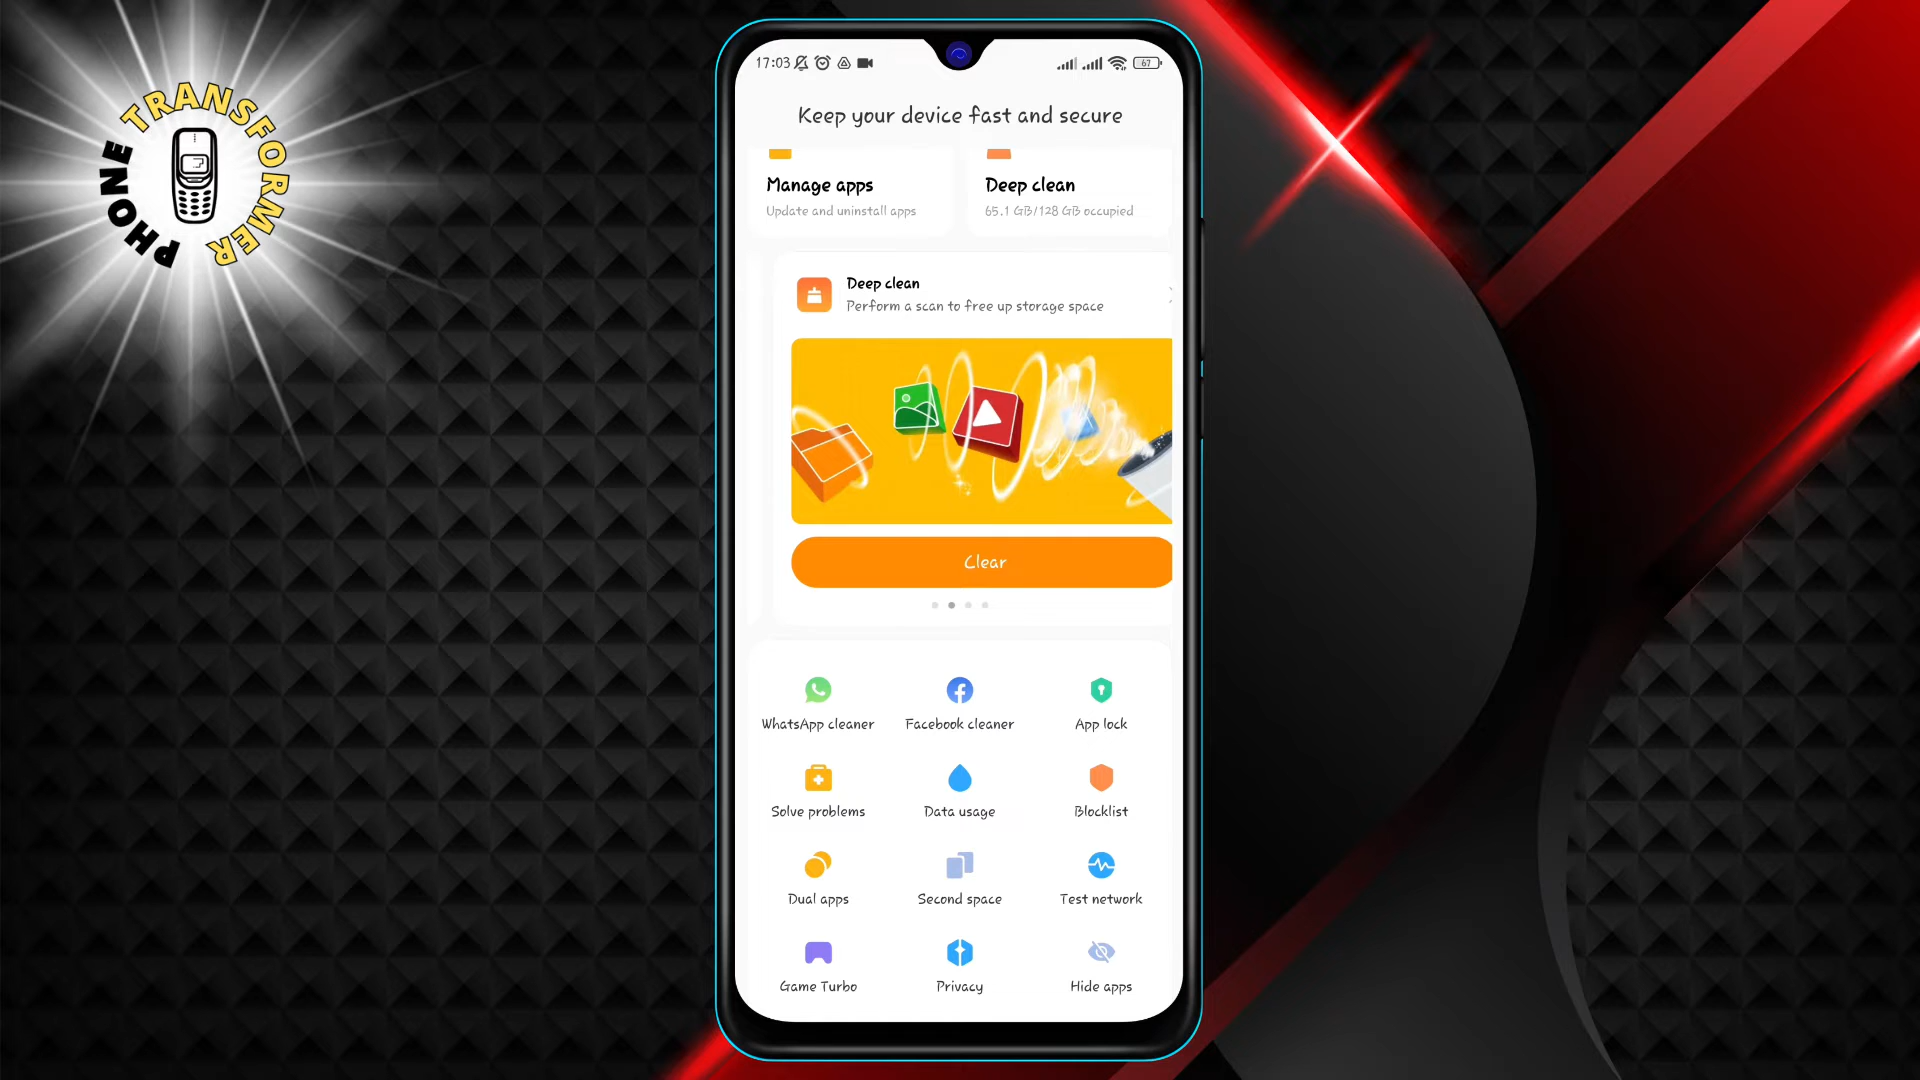 PHONE TRANSFORMER
17:03
67
Keep your device fast and secure
Manage apps
Update and uninstall apps
Deep clean
65.1 GB/128 GB occupied
Deep clean
Perform a scan to free up storage space
Clear
WhatsApp cleaner
Facebook cleaner
App lock
Solve problems
Data usage
Blocklist
Dual apps
Second space
Test network
Game Turbo
Privacy
Hide apps